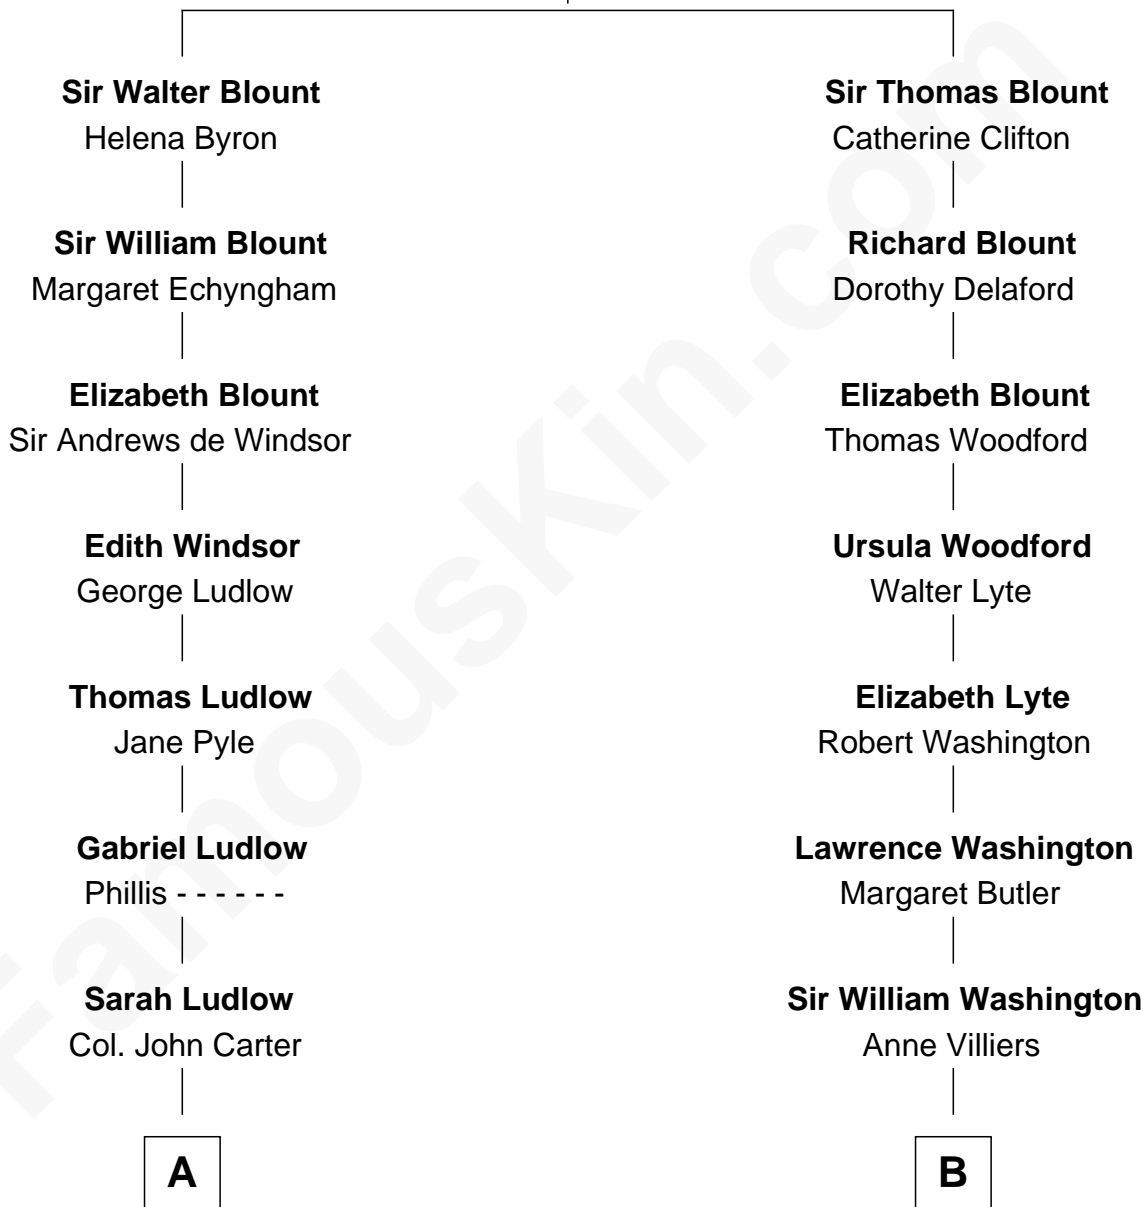 Sir Walter Blount
Helena Byron
Sir William Blount
Margaret Echyngham
Elizabeth Blount
Sir Andrews de Windsor
Edith Windsor
George Ludlow
Thomas Ludlow
Jane Pyle
Gabriel Ludlow
Phillis - - - - - -
Sarah Ludlow
Col. John Carter
A
Sir Thomas Blount
Catherine Clifton
Richard Blount
Dorothy Delaford
Elizabeth Blount
Thomas Woodford
Ursula Woodford
Walter Lyte
Elizabeth Lyte
Robert Washington
Lawrence Washington
Margaret Butler
Sir William Washington
Anne Villiers
B
FamousKin.com